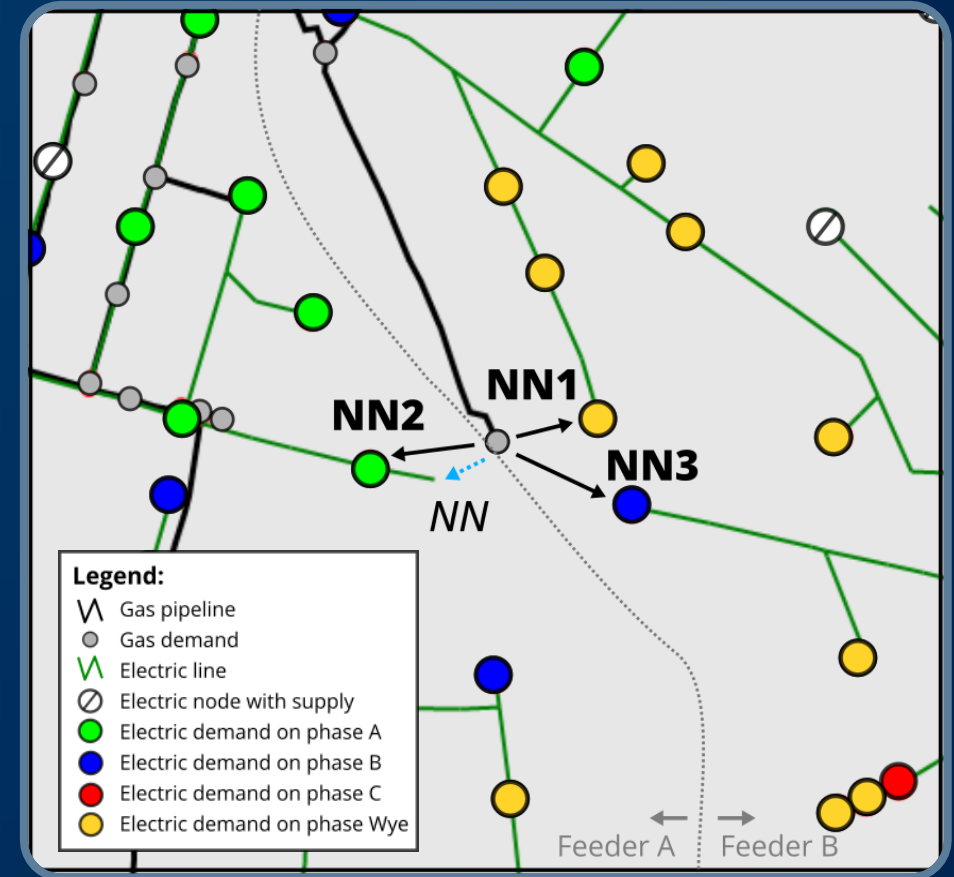 NN1
NN2
NN3
NN
Legend:
Gas pipeline
Gas demand
Electric line
Electric node with supply
Electric demand on phase A
Electric demand on phase B
Electric demand on phase C
Electric demand on phase Wye
Feeder A
Feeder B